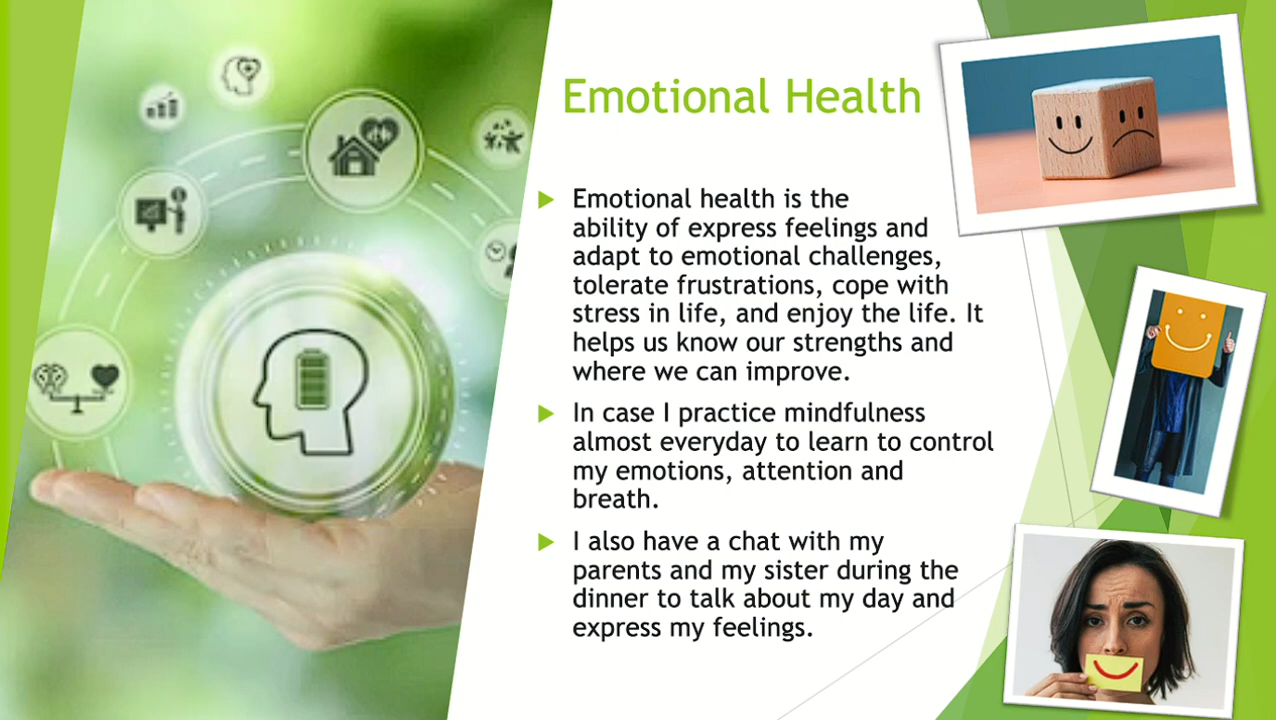 Emotional Health
Emotional health is the
ability of express feelings and
adapt to emotional challenges,
tolerate frustrations, cope with
stress in life, and enjoy the life. It
helps us know our strengths and
where we can improve.
In case I practice mindfulness
almost everyday to learn to control
my emotions, attention and
breath.
I also have a chat with my
parents and my sister during the
dinner to talk about my day and
express my feelings.